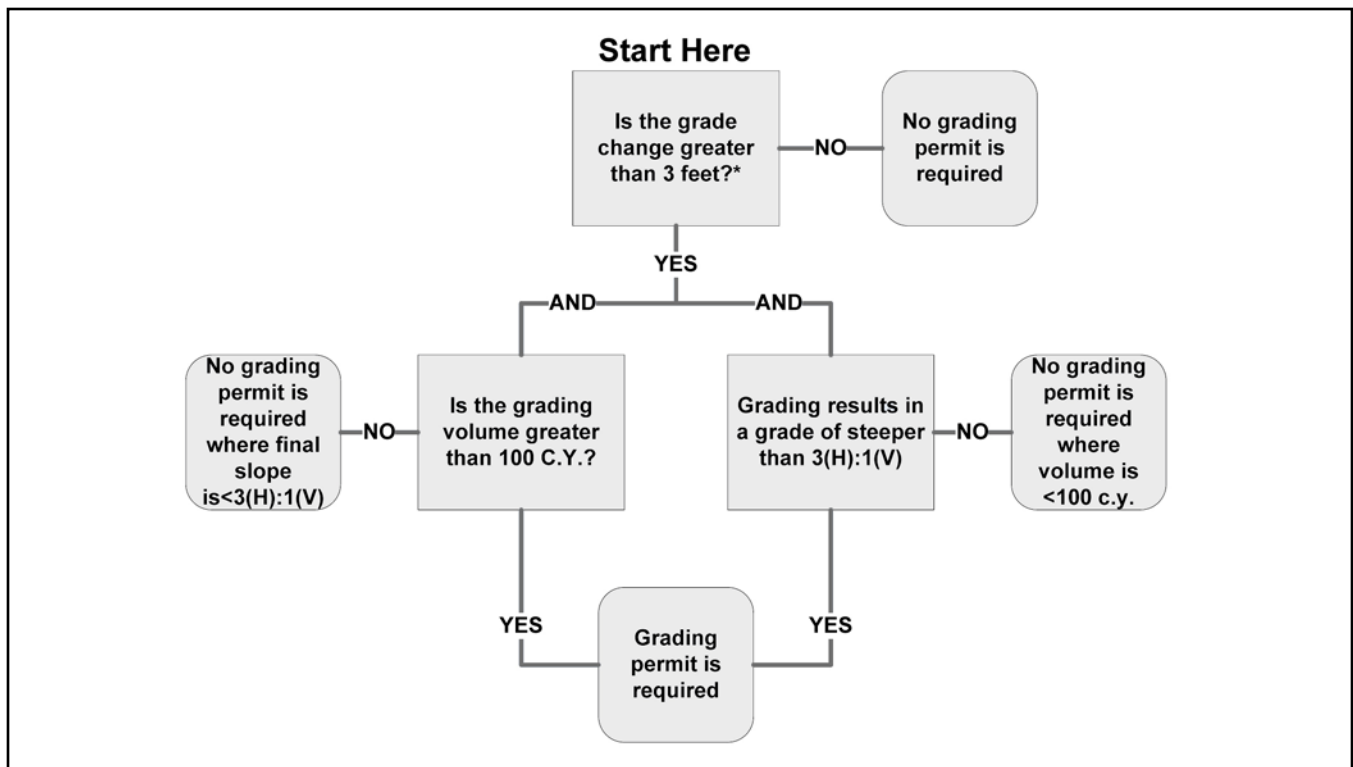 Start Here
Is the grade
change greater
than 3 feet?*
NO
No grading
permit is
required
YES
AND
AND
No grading
permit is
required
where final
slope
is<3(H):1(V)
NO
Is the grading
volume greater
than 100 C.Y.?
Grading results in
a grade of steeper
than 3(H):1(V)
NO
No grading
permit is
required
where
volume is
<100 c.y.
YES
YES
Grading
permit is
required